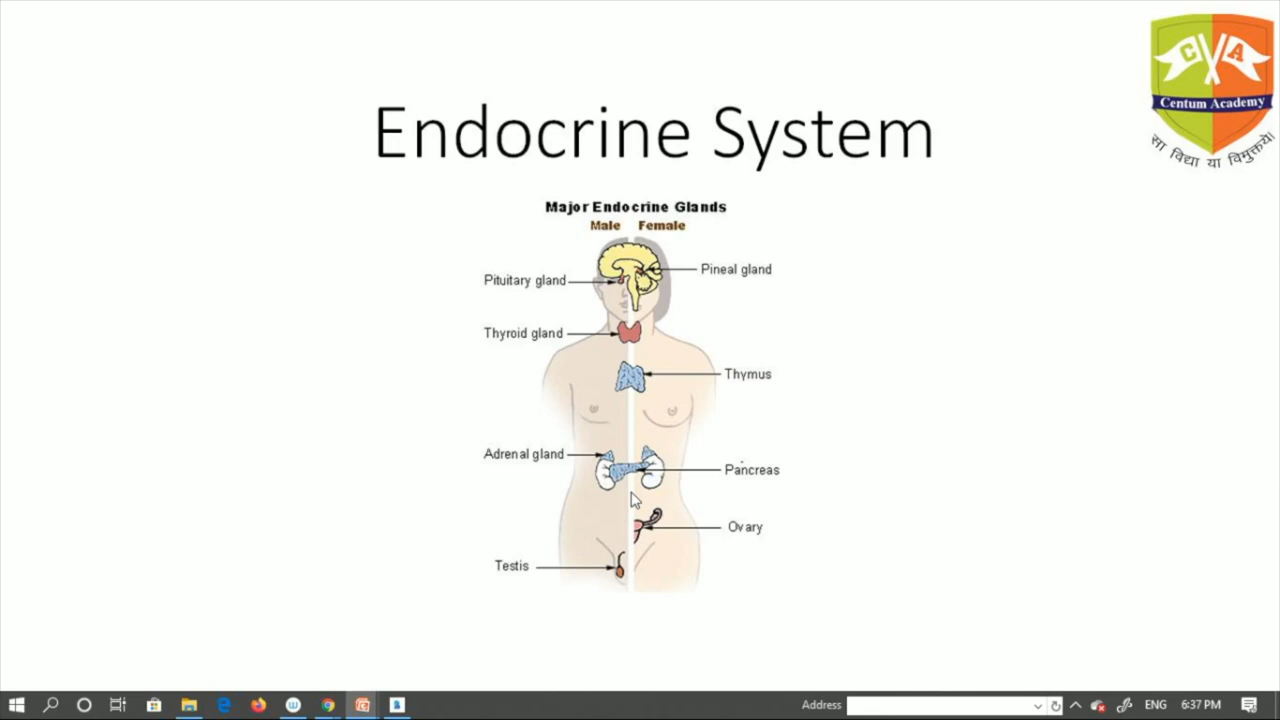 C A
Centum Academy
सा विद्या या विमुक्तये।
Endocrine System
Major Endocrine Glands
Male Female
Pineal gland
Pituitary gland
Thyroid gland
Thymus
Adrenal gland
Pancreas
Ovary
Testis
Address
ENG
6:37 PM